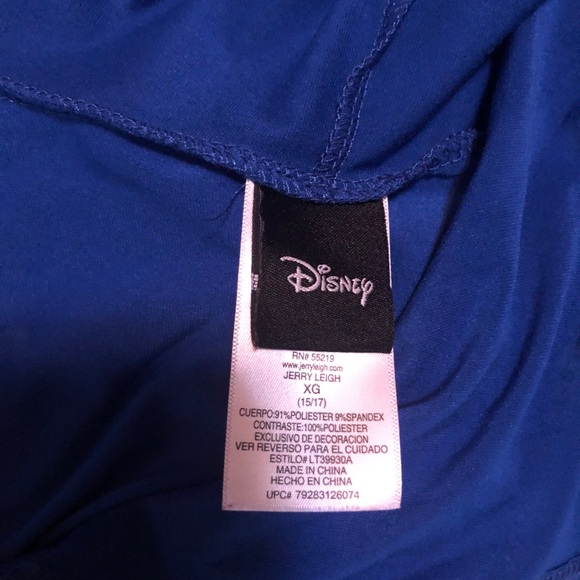 Disney
RN# 55219
www.jerryleigh.com
JERRY LEIGH
XG
(15/17)
CUERPO:91%POLIESTER 9%SPANDEX
CONTRASTE:100%POLIESTER
EXCLUSIVO DE DECORACION
VER REVERSO PARA EL CUIDADO
ESTILO# LT39930A
MADE IN CHINA
HECHO EN CHINA
UPC# 79283126074